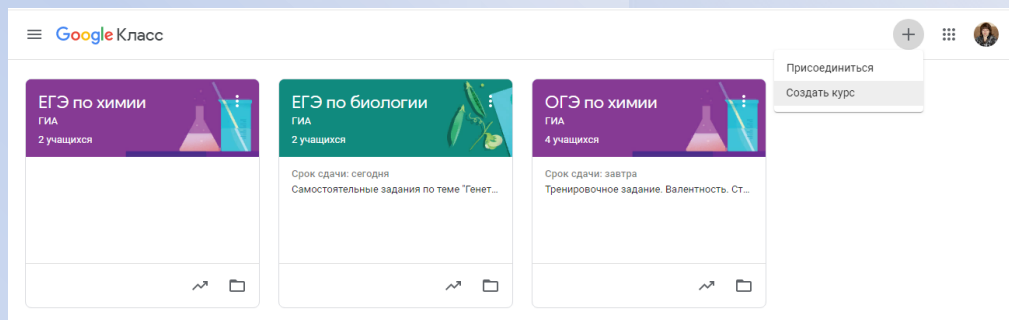 Google Класс
Присоединиться
Создать курс
ЕГЭ по химии
ГИА
2 учащихся
ЕГЭ по биологии
ГИА
2 учащихся
Срок сдачи: сегодня
Самостоятельные задания по теме "Генет...
ОГЭ по химии
ГИА
4 учащихся
Срок сдачи: завтра
Тренировочное задание. Валентность. Ст...